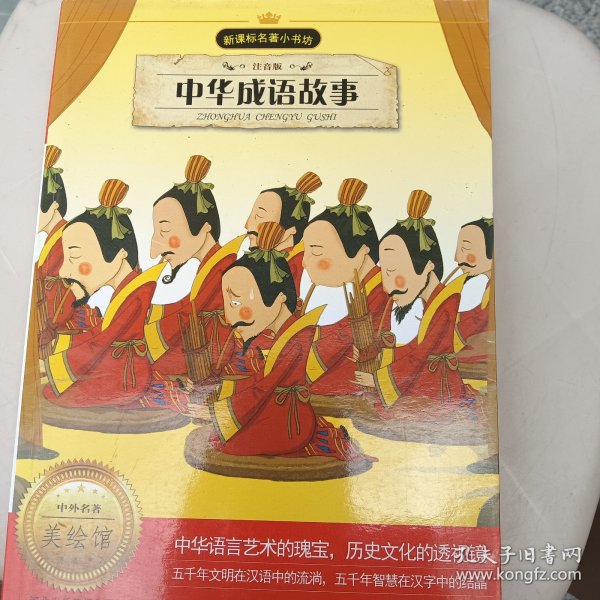 新课标名著小书坊
注音版
中华成语故事
ZHONGHUA CHENGYU GUSHI
中外名著
美绘馆
中华语言艺术的瑰宝，历史文化的透视镜
五千年文明在汉语中的流淌，五千年智慧在汉字中的结晶
孔夫子旧书网
www.kongfz.com